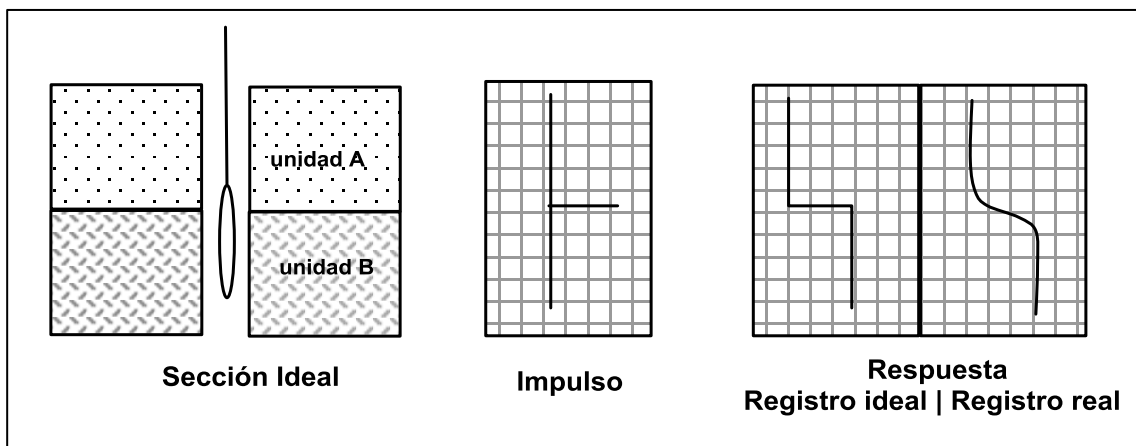 unidad A
unidad B
Sección Ideal
Impulso
Respuesta
Registro ideal | Registro real